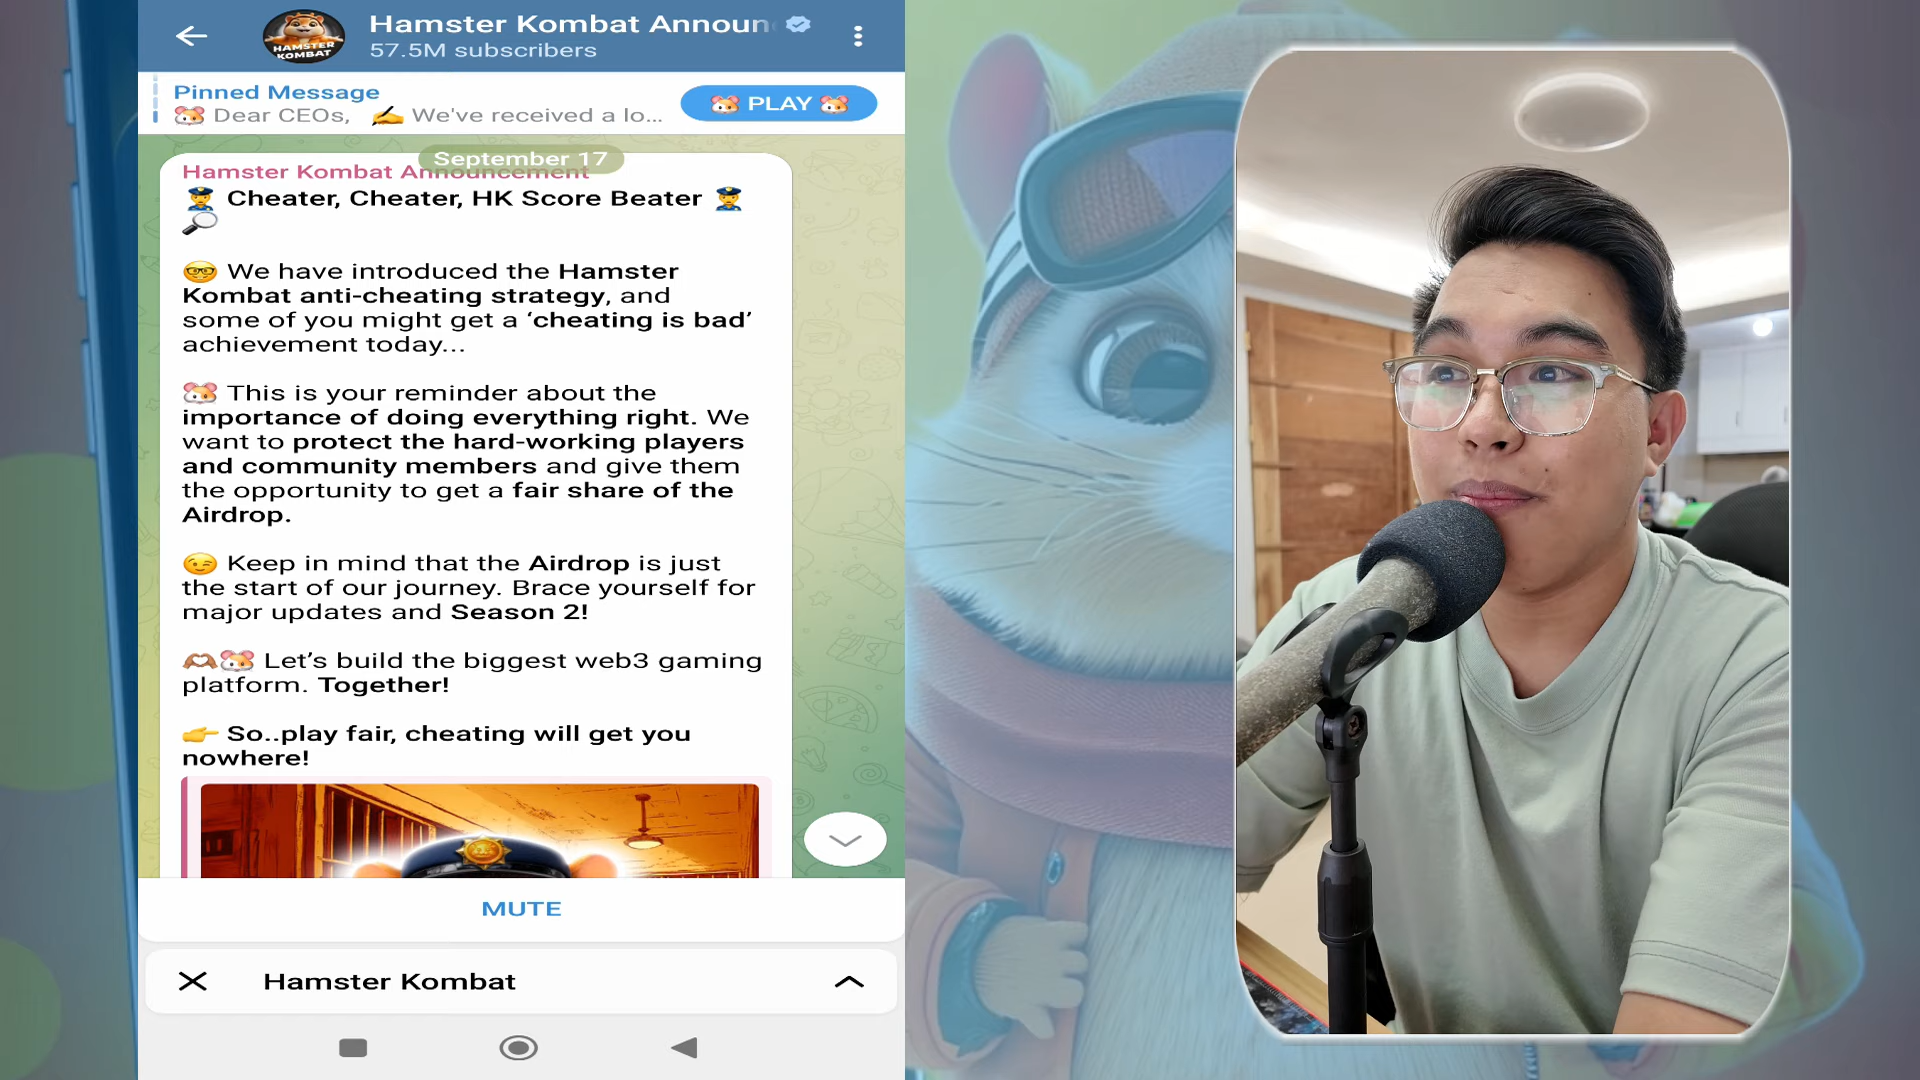 Hamster Kombat Announ
57.5M subscribers
HAMSTER
KOMBAT
Pinned Message
🐹 Dear CEOs, ✍️ We've received a lo...
🐹 PLAY 🐹
September 17
Hamster Kombat Announcement
👮 Cheater, Cheater, HK Score Beater 👮
🔎
🤓 We have introduced the Hamster
Kombat anti-cheating strategy, and
some of you might get a ‘cheating is bad’
achievement today...
🐹 This is your reminder about the
importance of doing everything right. We
want to protect the hard-working players
and community members and give them
the opportunity to get a fair share of the
Airdrop.
😉 Keep in mind that the Airdrop is just
the start of our journey. Brace yourself for
major updates and Season 2!
🫶🏽🐹 Let’s build the biggest web3 gaming
platform. Together!
👉 So..play fair, cheating will get you
nowhere!
MUTE
Hamster Kombat